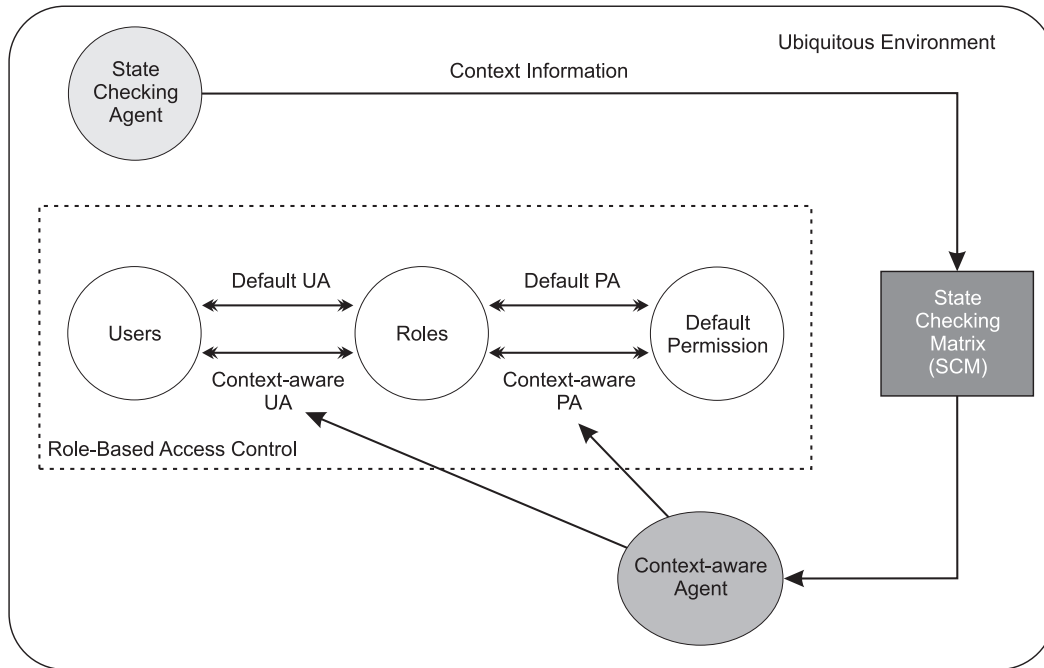 Ubiquitous Environment
State
Checking
Agent
Context Information
Default UA
Default PA
Users
Roles
Default
Permission
State
Checking
Matrix
(SCM)
Context-aware
UA
Context-aware
PA
Role-Based Access Control
Context-aware
Agent